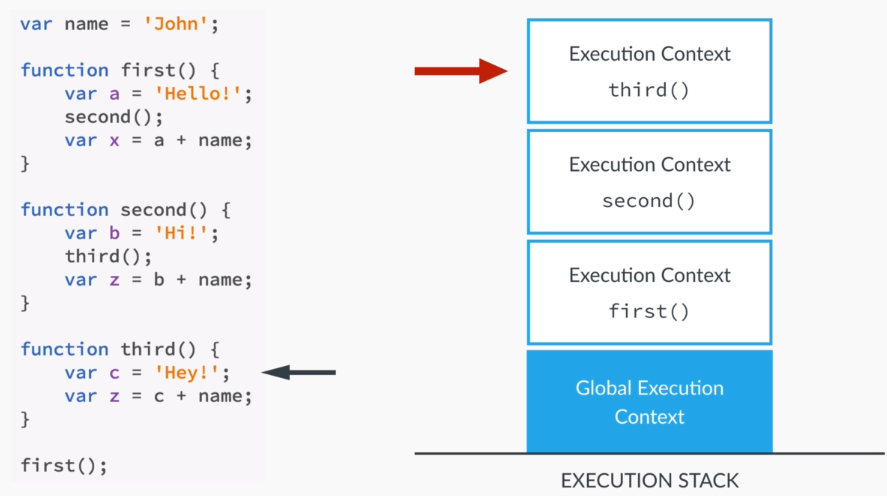 var name = 'John';
function first() {
var a = 'Hello!';
second();
var x = a + name;
}
function second() {
var b = 'Hi!';
third();
var z = b + name;
}
function third() {
var c = 'Hey!';
var z = c + name;
}
first();
Execution Context
third()
Execution Context
second()
Execution Context
first()
Global Execution
Context
EXECUTION STACK